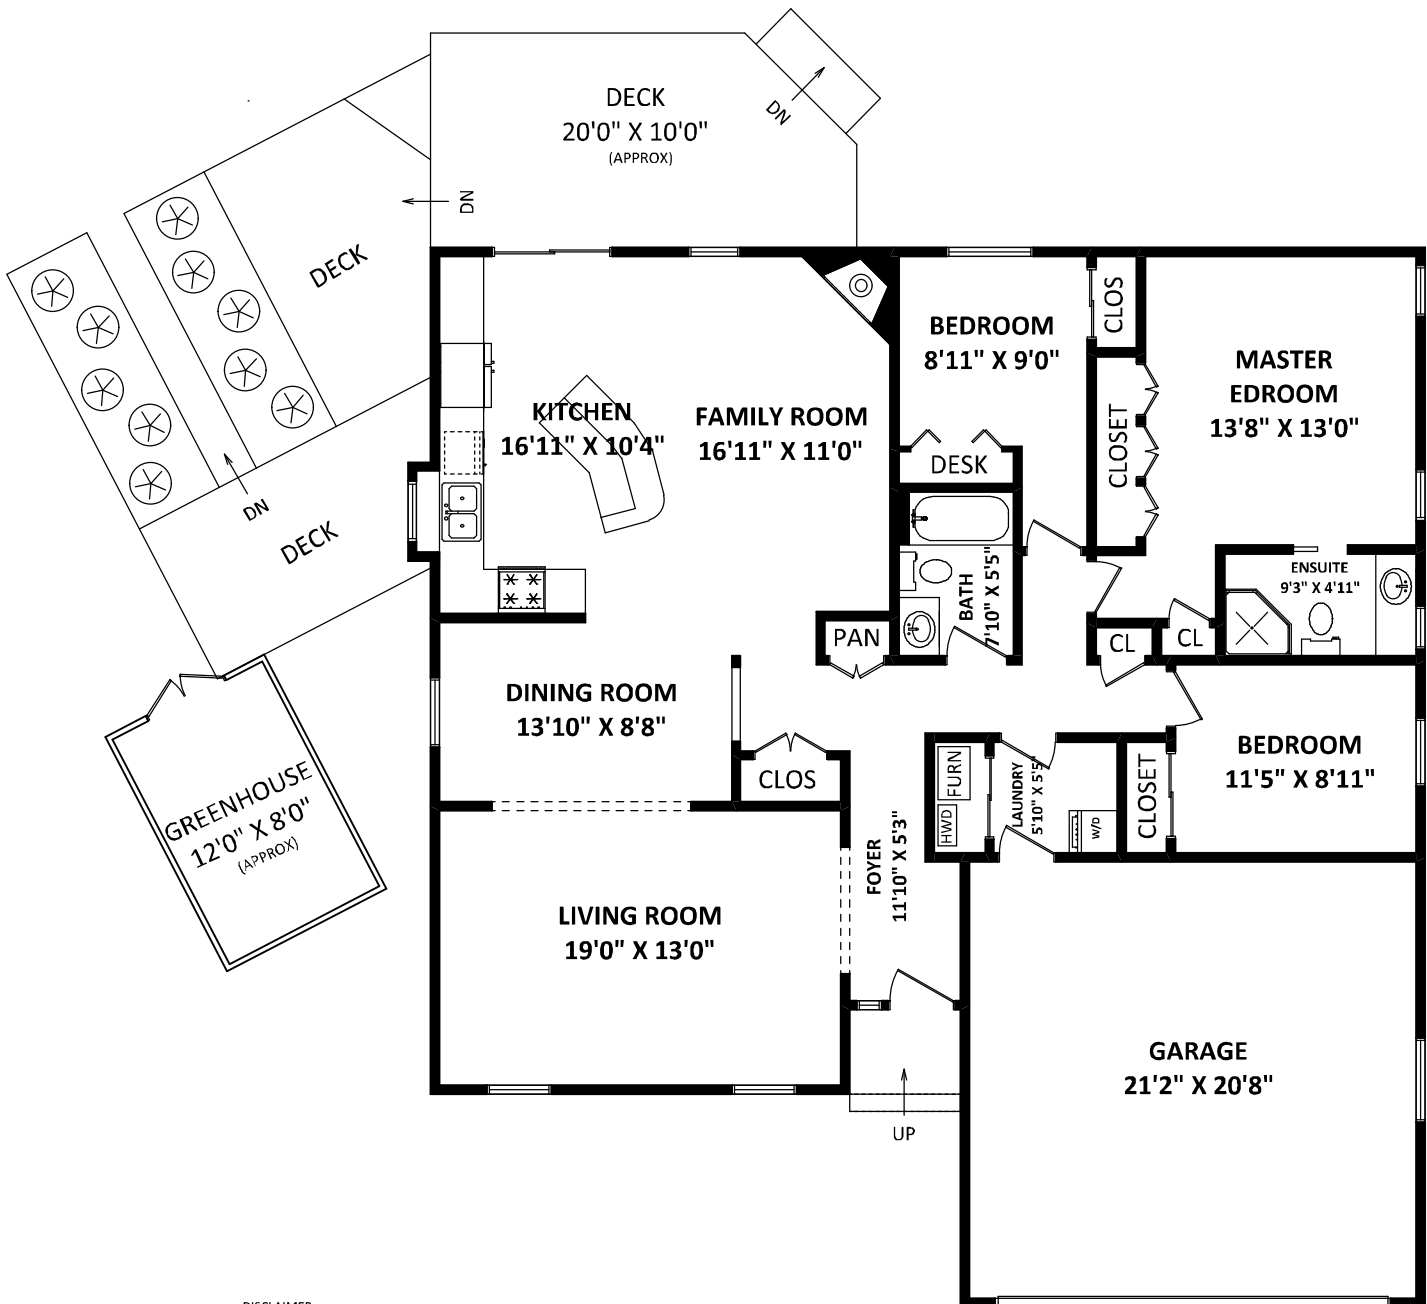 DECK
20'0" X 10'0"
(APPROX)
DN
DN
DECK
DN
DECK
KITCHEN
16'11" X 10'4"
FAMILY ROOM
16'11" X 11'0"
BEDROOM
8'11" X 9'0"
CLOS
CLOSET
DESK
MASTER
EDROOM
13'8" X 13'0"
ENSUITE
9'3" X 4'11"
BATH
7'10" X 5'5"
PAN
CL
CL
DINING ROOM
13'10" X 8'8"
CLOS
GREENHOUSE
12'0" X 8'0"
(APPROX)
FURN
HWD
LAUNDRY
5'10" X 5'5"
W/D
CLOSET
BEDROOM
11'5" X 8'11"
FOYER
11'10" X 5'3"
LIVING ROOM
19'0" X 13'0"
GARAGE
21'2" X 20'8"
UP
DISCLAIMER